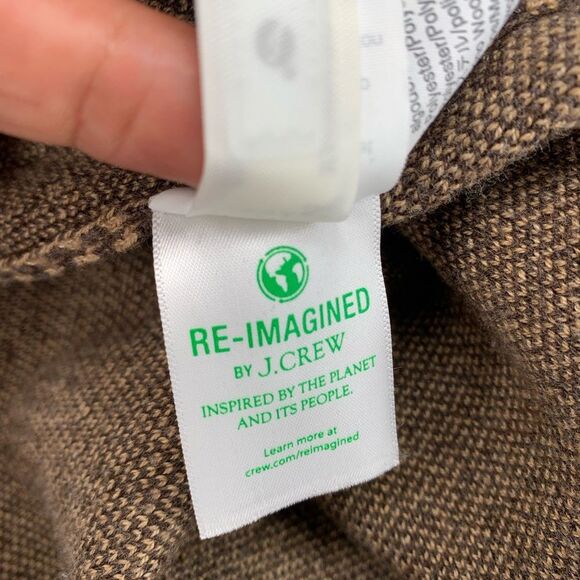 RE-IMAGINED
BY J.CREW
INSPIRED BY THE PLANET
AND ITS PEOPLE.
Learn more at
crew.com/reimagined